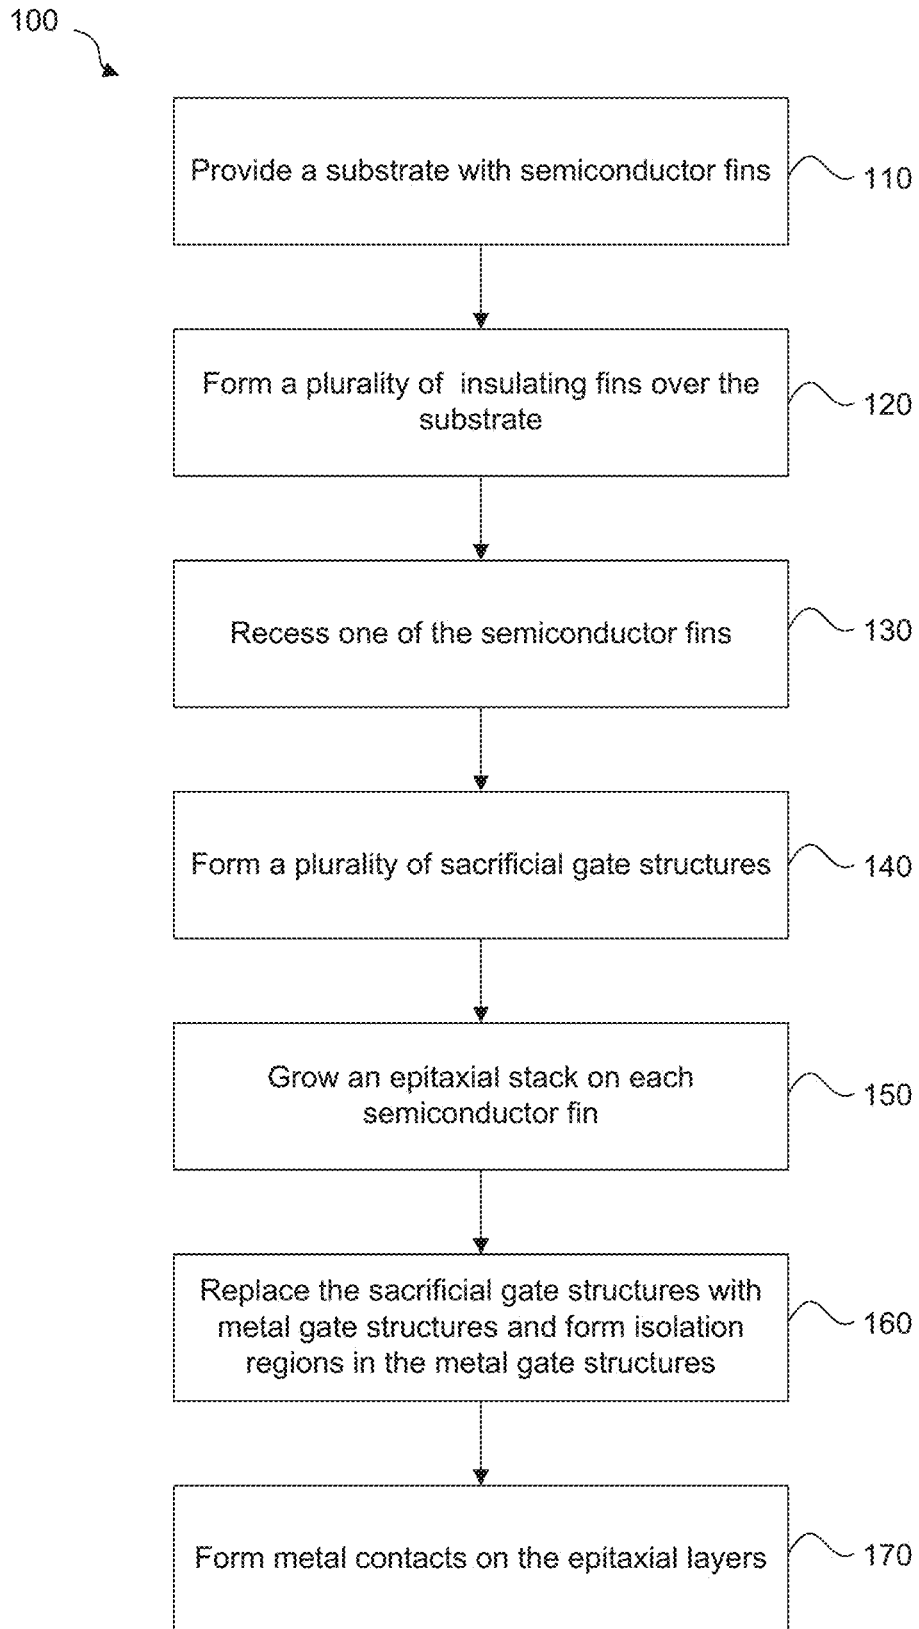 100
Provide a substrate with semiconductor fins
110
Form a plurality of insulating fins over the
substrate
120
Recess one of the semiconductor fins
130
Form a plurality of sacrificial gate structures
140
Grow an epitaxial stack on each
semiconductor fin
150
Replace the sacrificial gate structures with
metal gate structures and form isolation
regions in the metal gate structures
160
Form metal contacts on the epitaxial layers
170